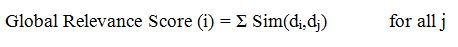 Global Relevance Score (i) = Σ Sim(dᵢ,dⱼ) for all j